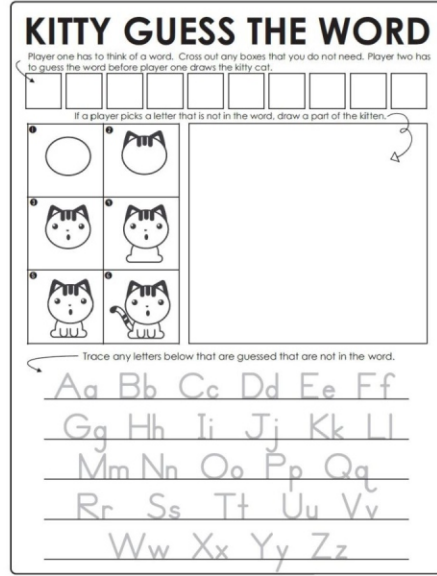 KITTY GUESS THE WORD
Player one has to think of a word. Cross out any boxes that you do not need. Player two has
to guess the word before player one draws the kitty cat.
If a player picks a letter that is not in the word, draw a part of the kitten.
1 2
3 4
5 6
Trace any letters below that are guessed that are not in the word.
Aa Bb Cc Dd Ee Ff
Gg Hh Ii Jj Kk Ll
Mm Nn Oo Pp Qq
Rr Ss Tt Uu Vv
Ww Xx Yy Zz